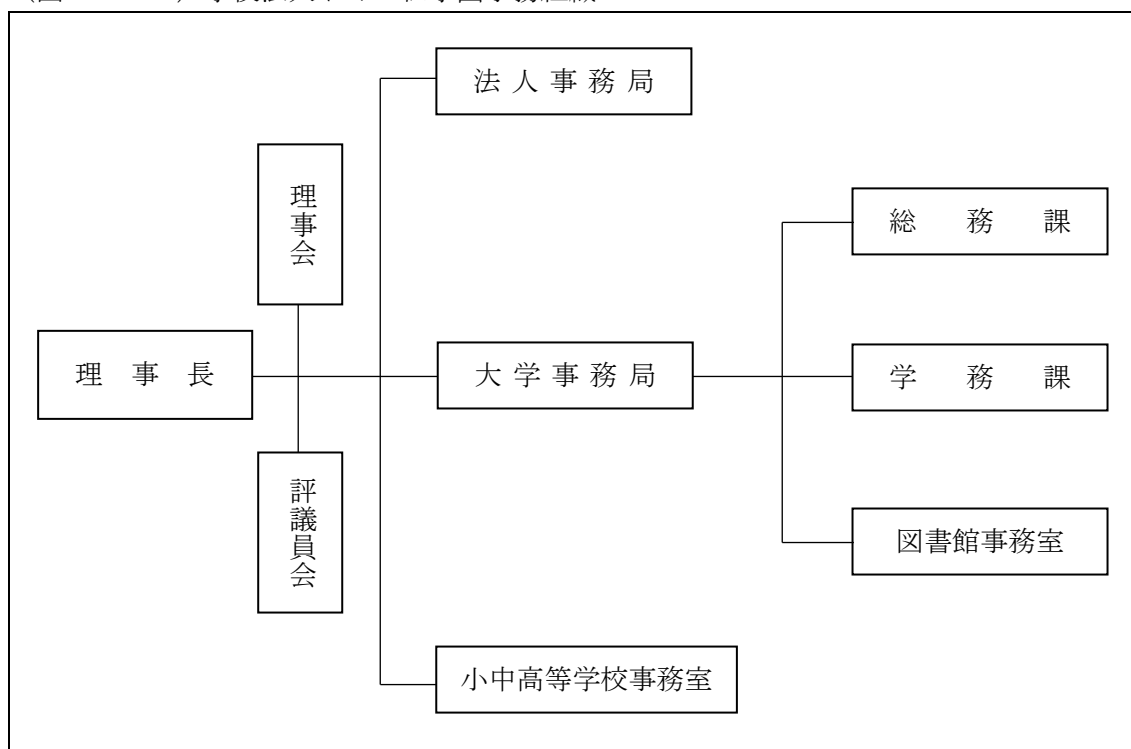 法人事務局
理事会
総務課
理事長
大学事務局
学務課
評議員会
図書館事務室
小中高等学校事務室